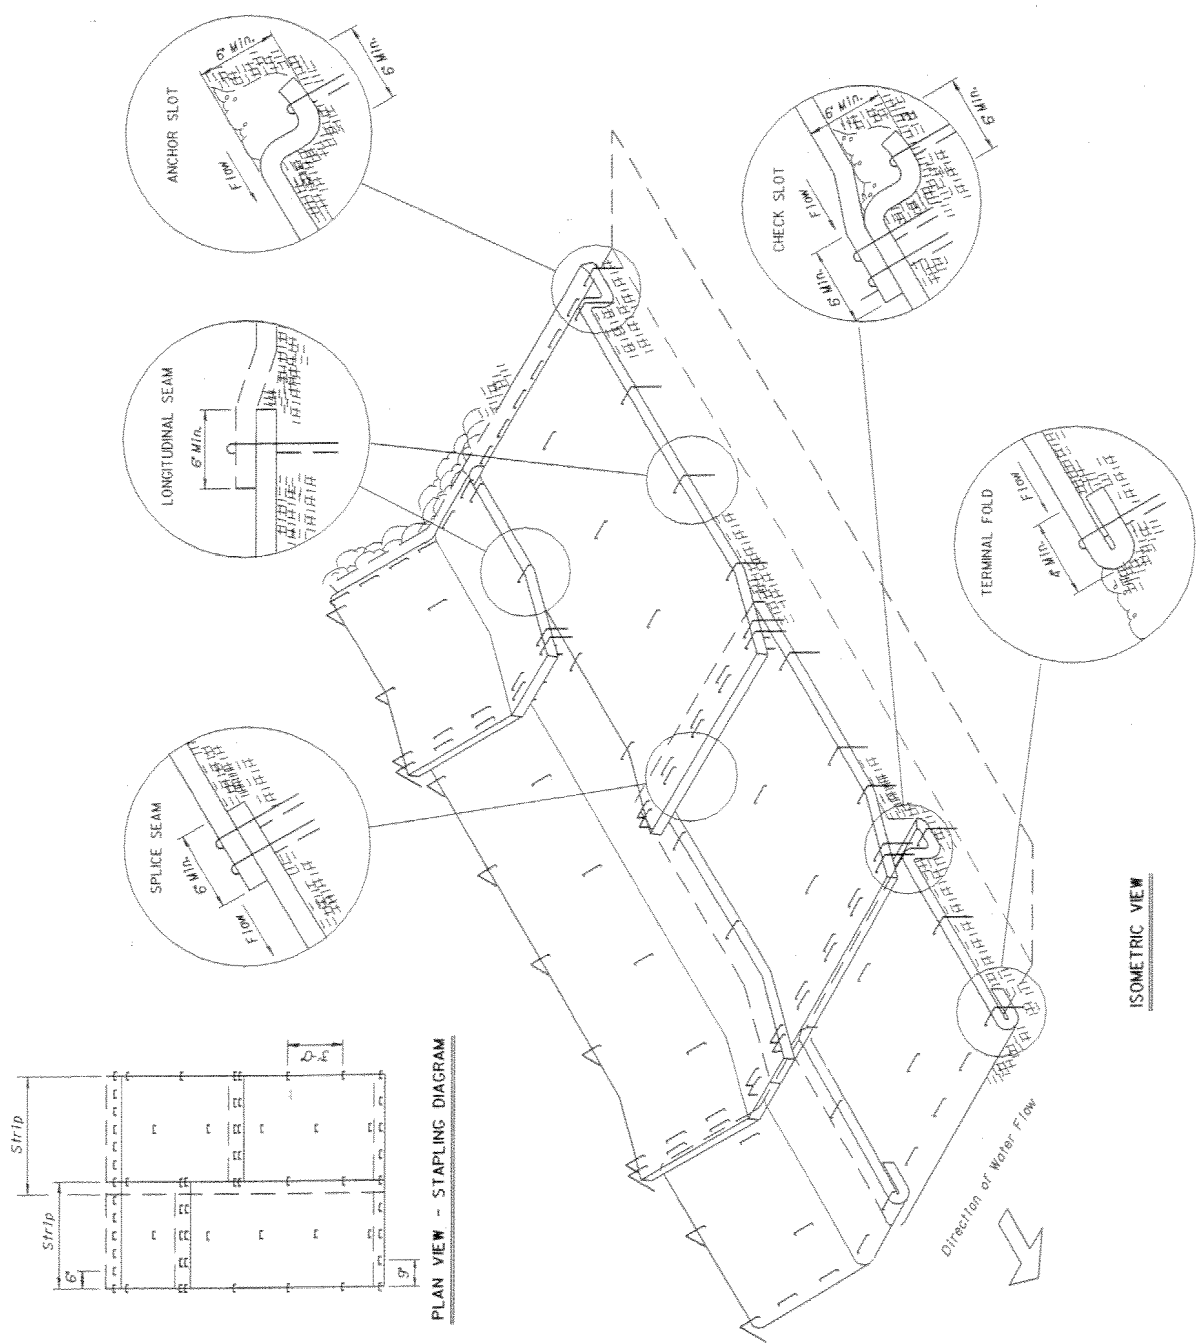 ANCHOR SLOT
Flow
6" Min.
6" Min.
LONGITUDINAL SEAM
6" Min.
SPLICE SEAM
6" Min.
Flow
CHECK SLOT
Flow
6" Min.
6" Min.
6" Min.
TERMINAL FOLD
Flow
4" Min.
Strip
Strip
6"
9"
PLAN VIEW - STAPLING DIAGRAM
Direction of Water Flow
ISOMETRIC VIEW